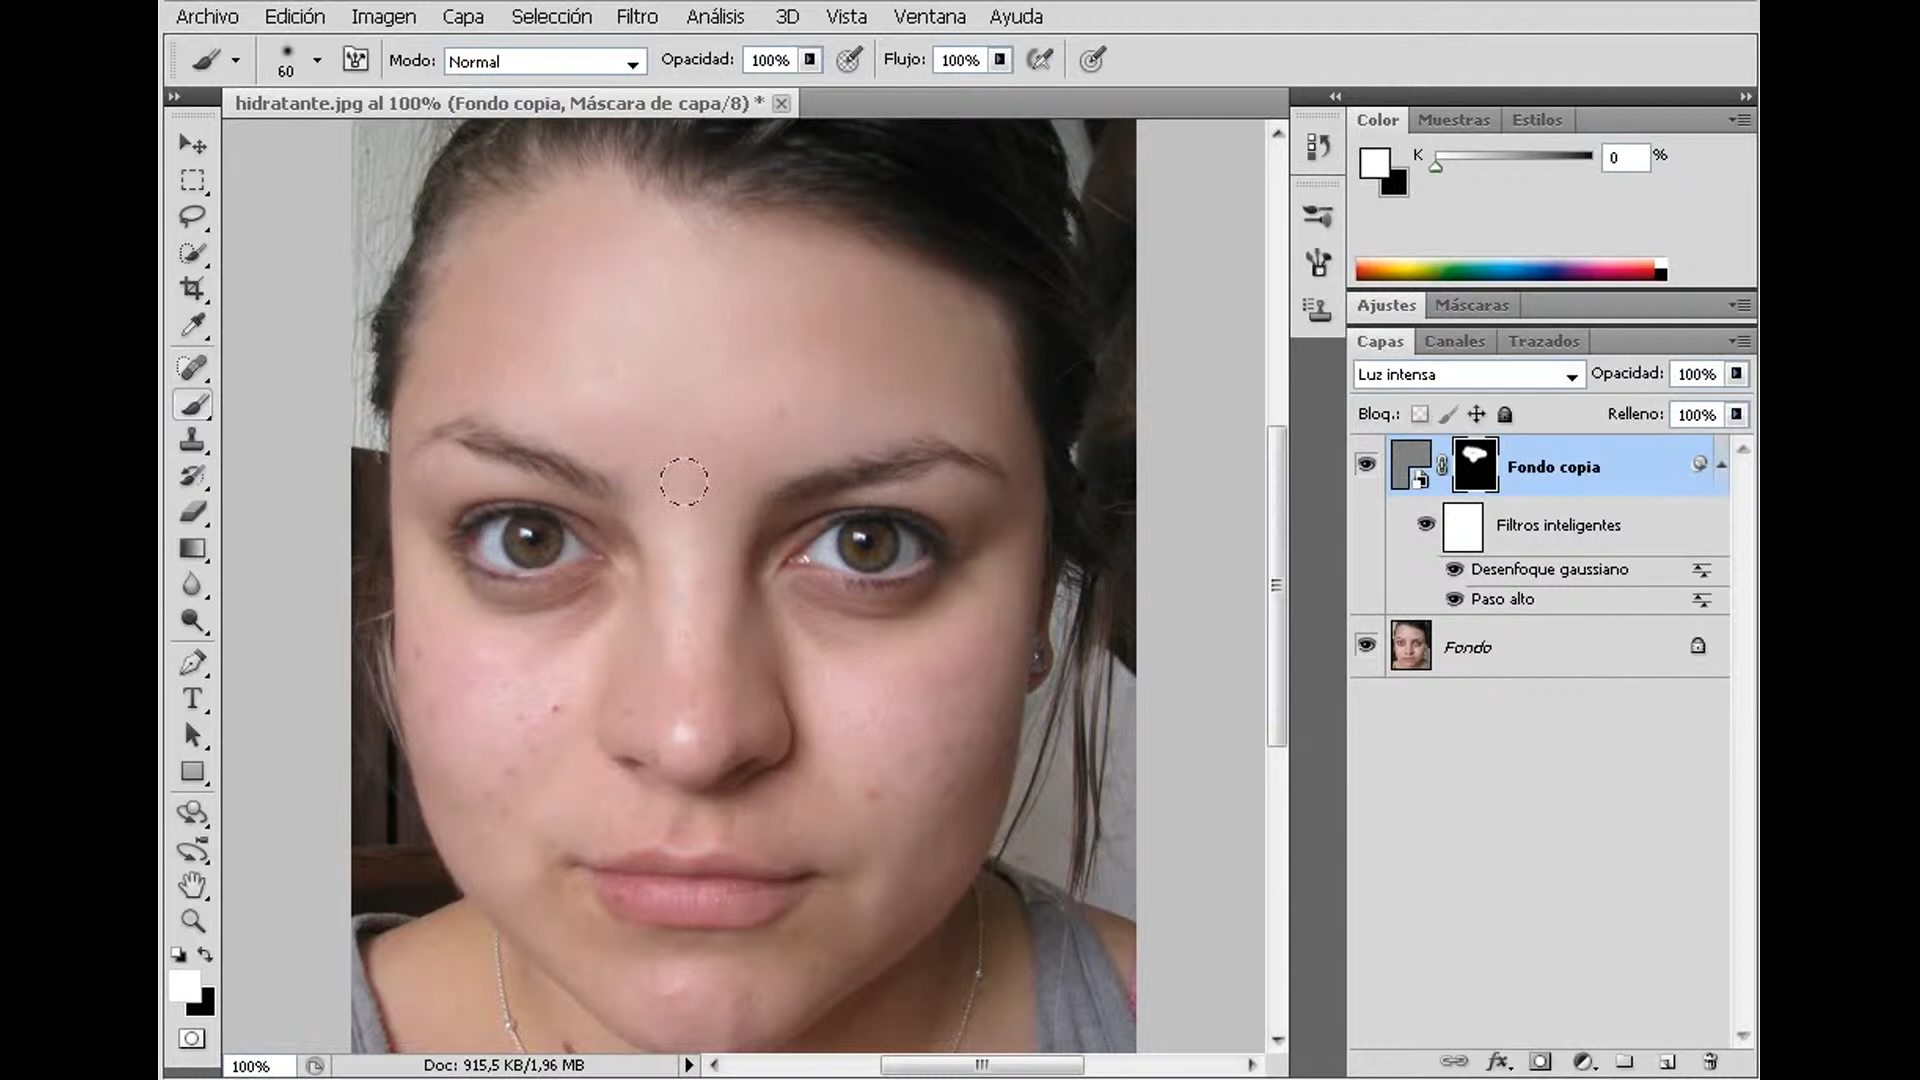 Archivo Edición Imagen Capa Selección Filtro Análisis 3D Vista Ventana Ayuda
60 Modo: Normal Opacidad: 100% Flujo: 100%
hidratante.jpg al 100% (Fondo copia, Máscara de capa/8) *
Color Muestras Estilos
K 0 %
Ajustes Máscaras
Capas Canales Trazados
Luz intensa Opacidad: 100%
Bloq.: Relleno: 100%
Fondo copia
Filtros inteligentes
Desenfoque gaussiano
Paso alto
Fondo
100% Doc: 915,5 KB/1,96 MB